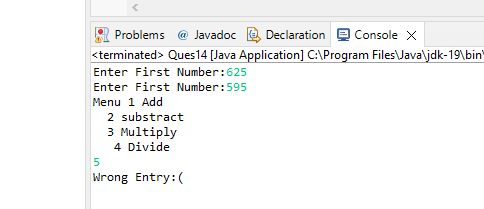 Problems @ Javadoc Declaration Console
<terminated> Ques14 [Java Application] C:\Program Files\Java\jdk-19\bin\
Enter First Number:625
Enter First Number:595
Menu 1 Add
2 substract
3 Multiply
4 Divide
5
Wrong Entry:(